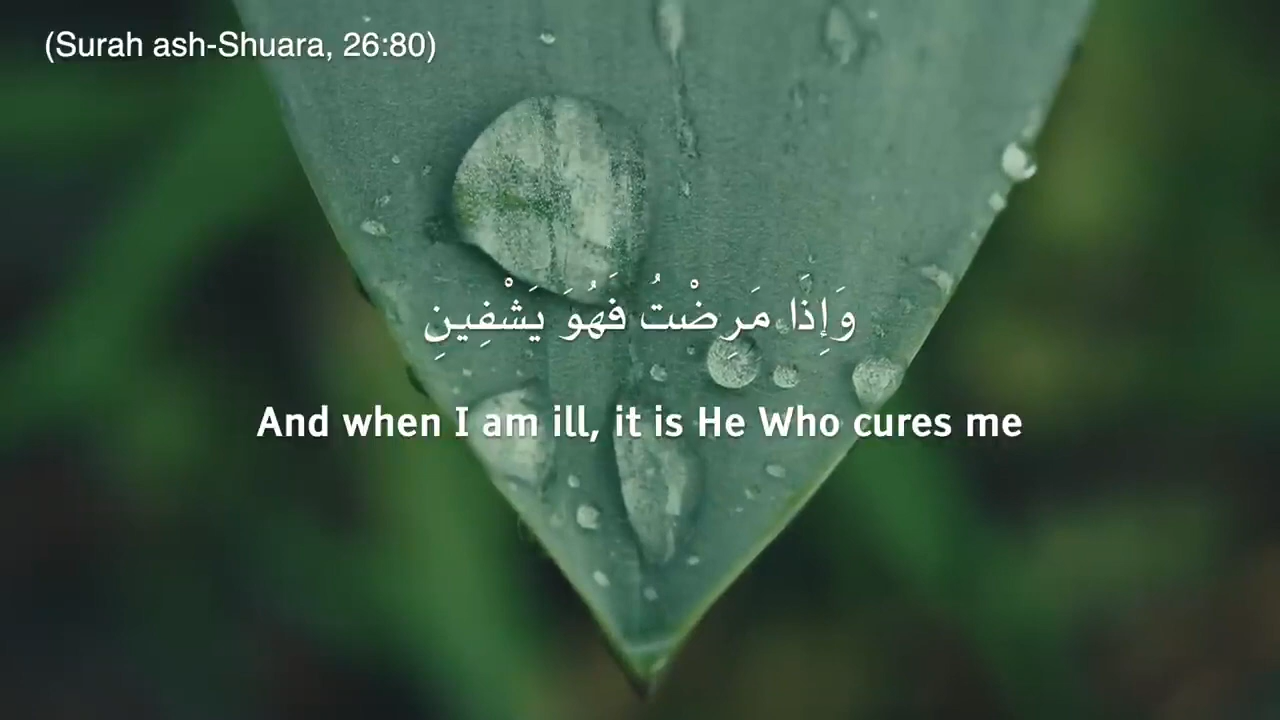 (Surah ash-Shuara, 26:80)
وَإِذَا مَرِضْتُ فَهُوَ يَشْفِينِ
And when I am ill, it is He Who cures me